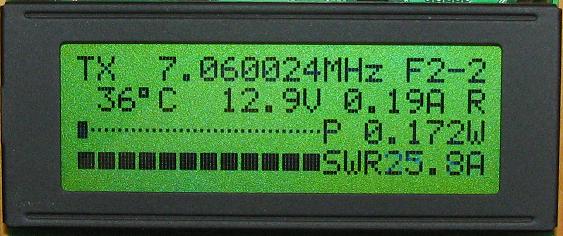 TX 7.060024MHz F2-2
36°C 12.9V 0.19A R
P 0.172W
SWR25.8A